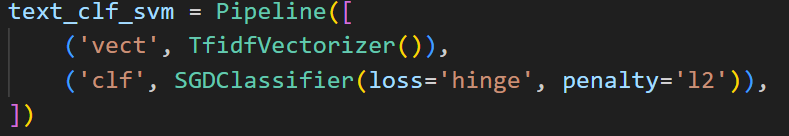 text_clf_svm = Pipeline([
    ('vect', TfidfVectorizer()),
    ('clf', SGDClassifier(loss='hinge', penalty='l2')),
])